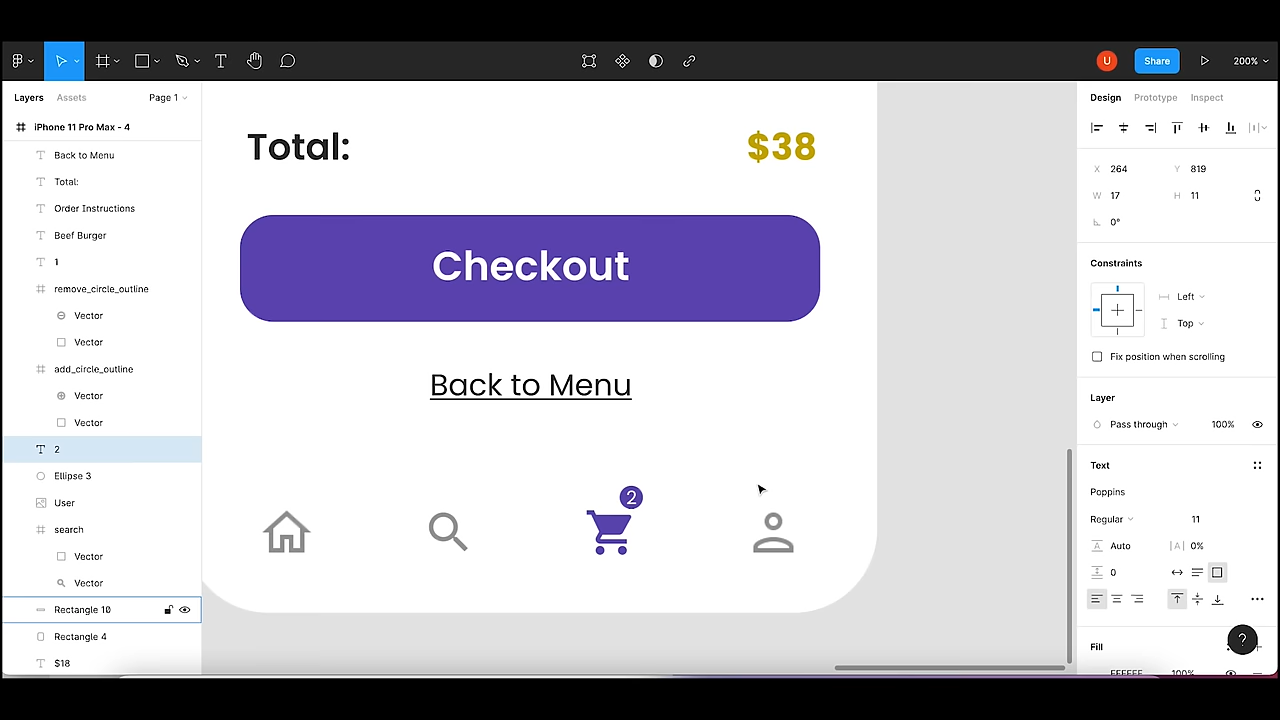 U
Share
200%
Layers
Assets
Page 1
iPhone 11 Pro Max - 4
Back to Menu
Total:
Order Instructions
Beef Burger
1
remove_circle_outline
Vector
Vector
add_circle_outline
Vector
Vector
2
Ellipse 3
User
search
Vector
Vector
Rectangle 10
Rectangle 4
$18
Total:
$38
Checkout
Back to Menu
2
Design
Prototype
Inspect
X 264
Y 819
W 17
H 11
0°
Constraints
Left
Top
Fix position when scrolling
Layer
Pass through
100%
Text
Poppins
Regular
11
Auto
|A| 0%
0
Fill
?
FFFFFF
100%